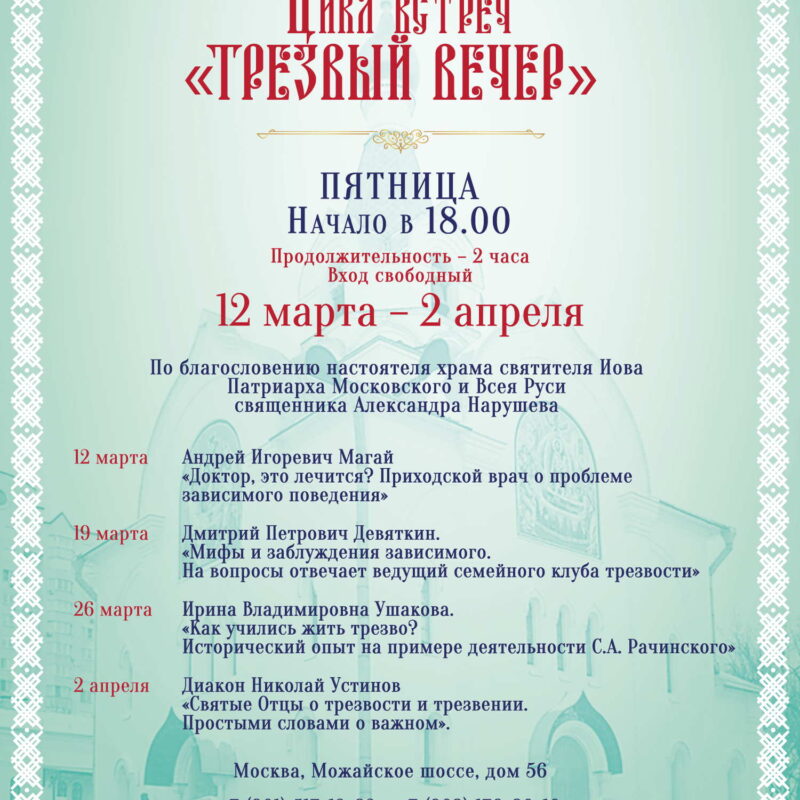 Цикл встреч
«ТРЕЗВЫЙ ВЕЧЕР»
ПЯТНИЦА
Начало в 18.00
Продолжительность – 2 часа
Вход свободный
12 марта – 2 апреля
По благословению настоятеля храма святителя Иова
Патриарха Московского и Всея Руси
священника Александра Нарушева
12 марта Андрей Игоревич Магай
«Доктор, это лечится? Приходской врач о проблеме
зависимого поведения»
19 марта Дмитрий Петрович Девяткин.
«Мифы и заблуждения зависимого.
На вопросы отвечает ведущий семейного клуба трезвости»
26 марта Ирина Владимировна Ушакова.
«Как учились жить трезво?
Исторический опыт на примере деятельности С.А. Рачинского»
2 апреля Диакон Николай Устинов
«Святые Отцы о трезвости и трезвении.
Простыми словами о важном».
Москва, Можайское шоссе, дом 56